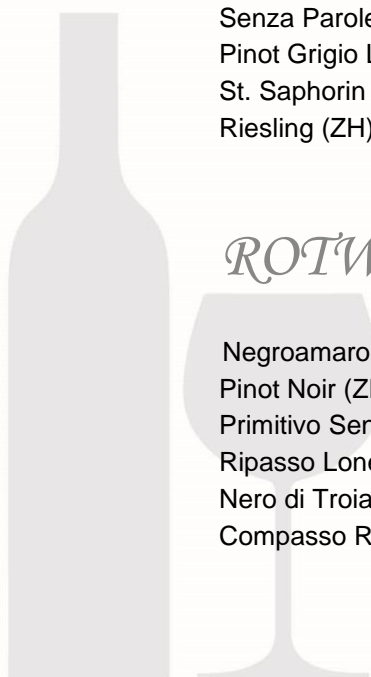 Senza Parole
Pinot Grigio
St. Saphorin
Riesling (ZH)
Negroamaro
Pinot Noir
Primitivo
Ripasso
Nero di Troia
Compasso